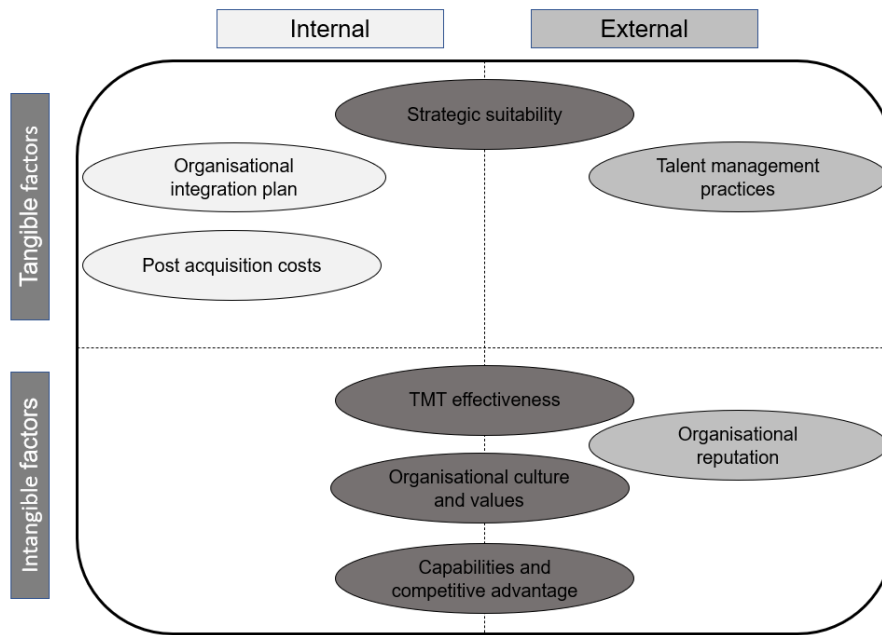 Internal
External
Tangible factors
Strategic suitability
Organisational
integration plan
Talent management
practices
Post acquisition costs
Intangible factors
TMT effectiveness
Organisational
reputation
Organisational culture
and values
Capabilities and
competitive advantage